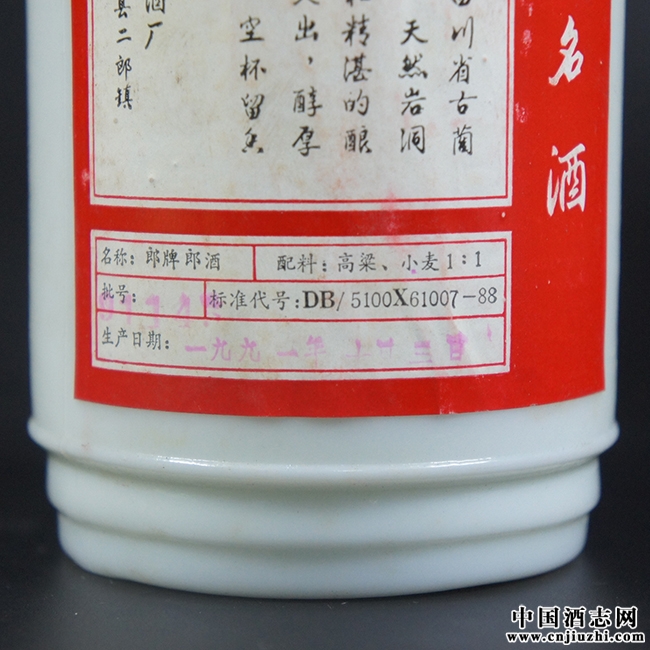 名酒
川省古蔺
天然岩洞
精湛的酿
出，醇厚
空杯留香
酒厂
县二郎镇
名称：郎牌郎酒
配料：高粱、小麦1:1
批号：
标准代号：DB/5100X61007-88
生产日期：一九九一年
中国酒志网
www.cnjiuzhi.com